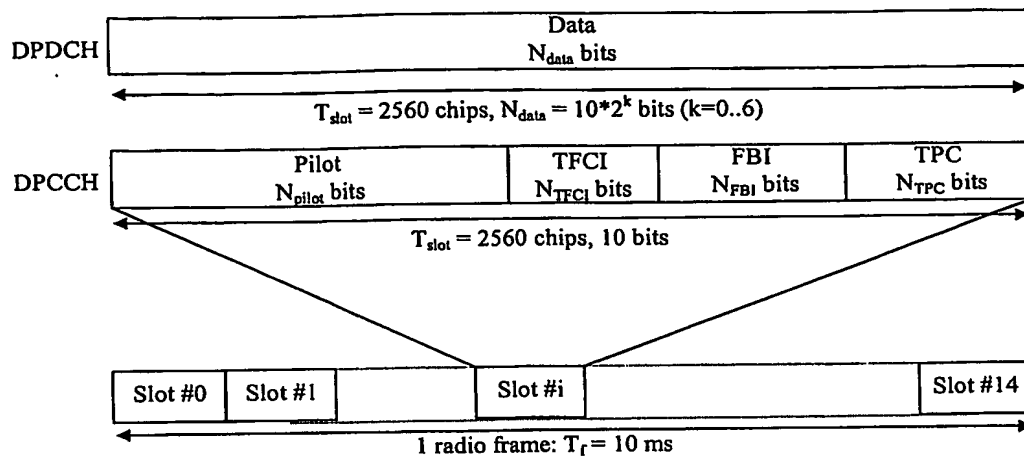 Data
DPDCH
N_data bits
T_slot = 2560 chips, N_data = 10*2^k bits (k=0..6)
Pilot TFCI FBI TPC
DPCCH
N_pilot bits N_TFCI bits N_FBI bits N_TPC bits
T_slot = 2560 chips, 10 bits
Slot #0 Slot #1 Slot #i Slot #14
1 radio frame: T_f = 10 ms